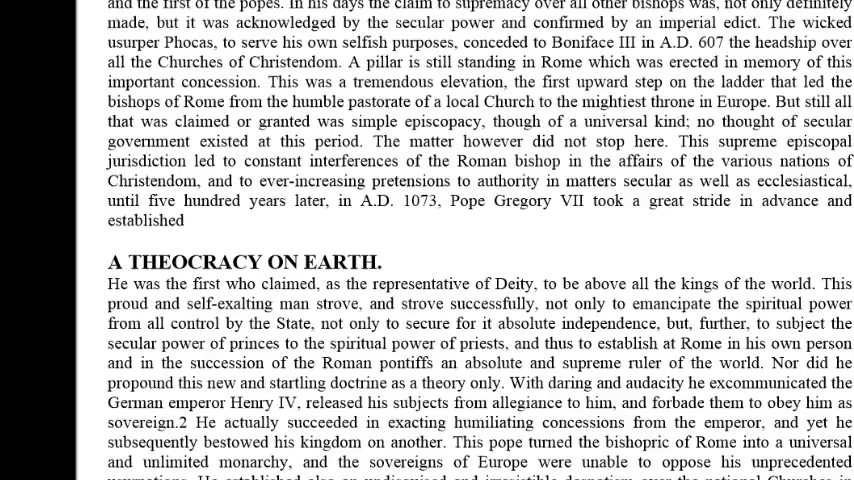 and the first of the popes. In his days the claim to supremacy over all other bishops was, not only definitely
made, but it was acknowledged by the secular power and confirmed by an imperial edict. The wicked
usurper Phocas, to serve his own selfish purposes, conceded to Boniface III in A.D. 607 the headship over
all the Churches of Christendom. A pillar is still standing in Rome which was erected in memory of this
important concession. This was a tremendous elevation, the first upward step on the ladder that led the
bishops of Rome from the humble pastorate of a local Church to the mightiest throne in Europe. But still all
that was claimed or granted was simple episcopacy, though of a universal kind; no thought of secular
government existed at this period. The matter however did not stop here. This supreme episcopal
jurisdiction led to constant interferences of the Roman bishop in the affairs of the various nations of
Christendom, and to ever-increasing pretensions to authority in matters secular as well as ecclesiastical,
until five hundred years later, in A.D. 1073, Pope Gregory VII took a great stride in advance and
established
A THEOCRACY ON EARTH.
He was the first who claimed, as the representative of Deity, to be above all the kings of the world. This
proud and self-exalting man strove, and strove successfully, not only to emancipate the spiritual power
from all control by the State, not only to secure for it absolute independence, but, further, to subject the
secular power of princes to the spiritual power of priests, and thus to establish at Rome in his own person
and in the succession of the Roman pontiffs an absolute and supreme ruler of the world. Nor did he
propound this new and startling doctrine as a theory only. With daring and audacity he excommunicated the
German emperor Henry IV, released his subjects from allegiance to him, and forbade them to obey him as
sovereign.2 He actually succeeded in exacting humiliating concessions from the emperor, and yet he
subsequently bestowed his kingdom on another. This pope turned the bishopric of Rome into a universal
and unlimited monarchy, and the sovereigns of Europe were unable to oppose his unprecedented
usurpations. He established also an undisguised and irresistible despotism over the national Churches in